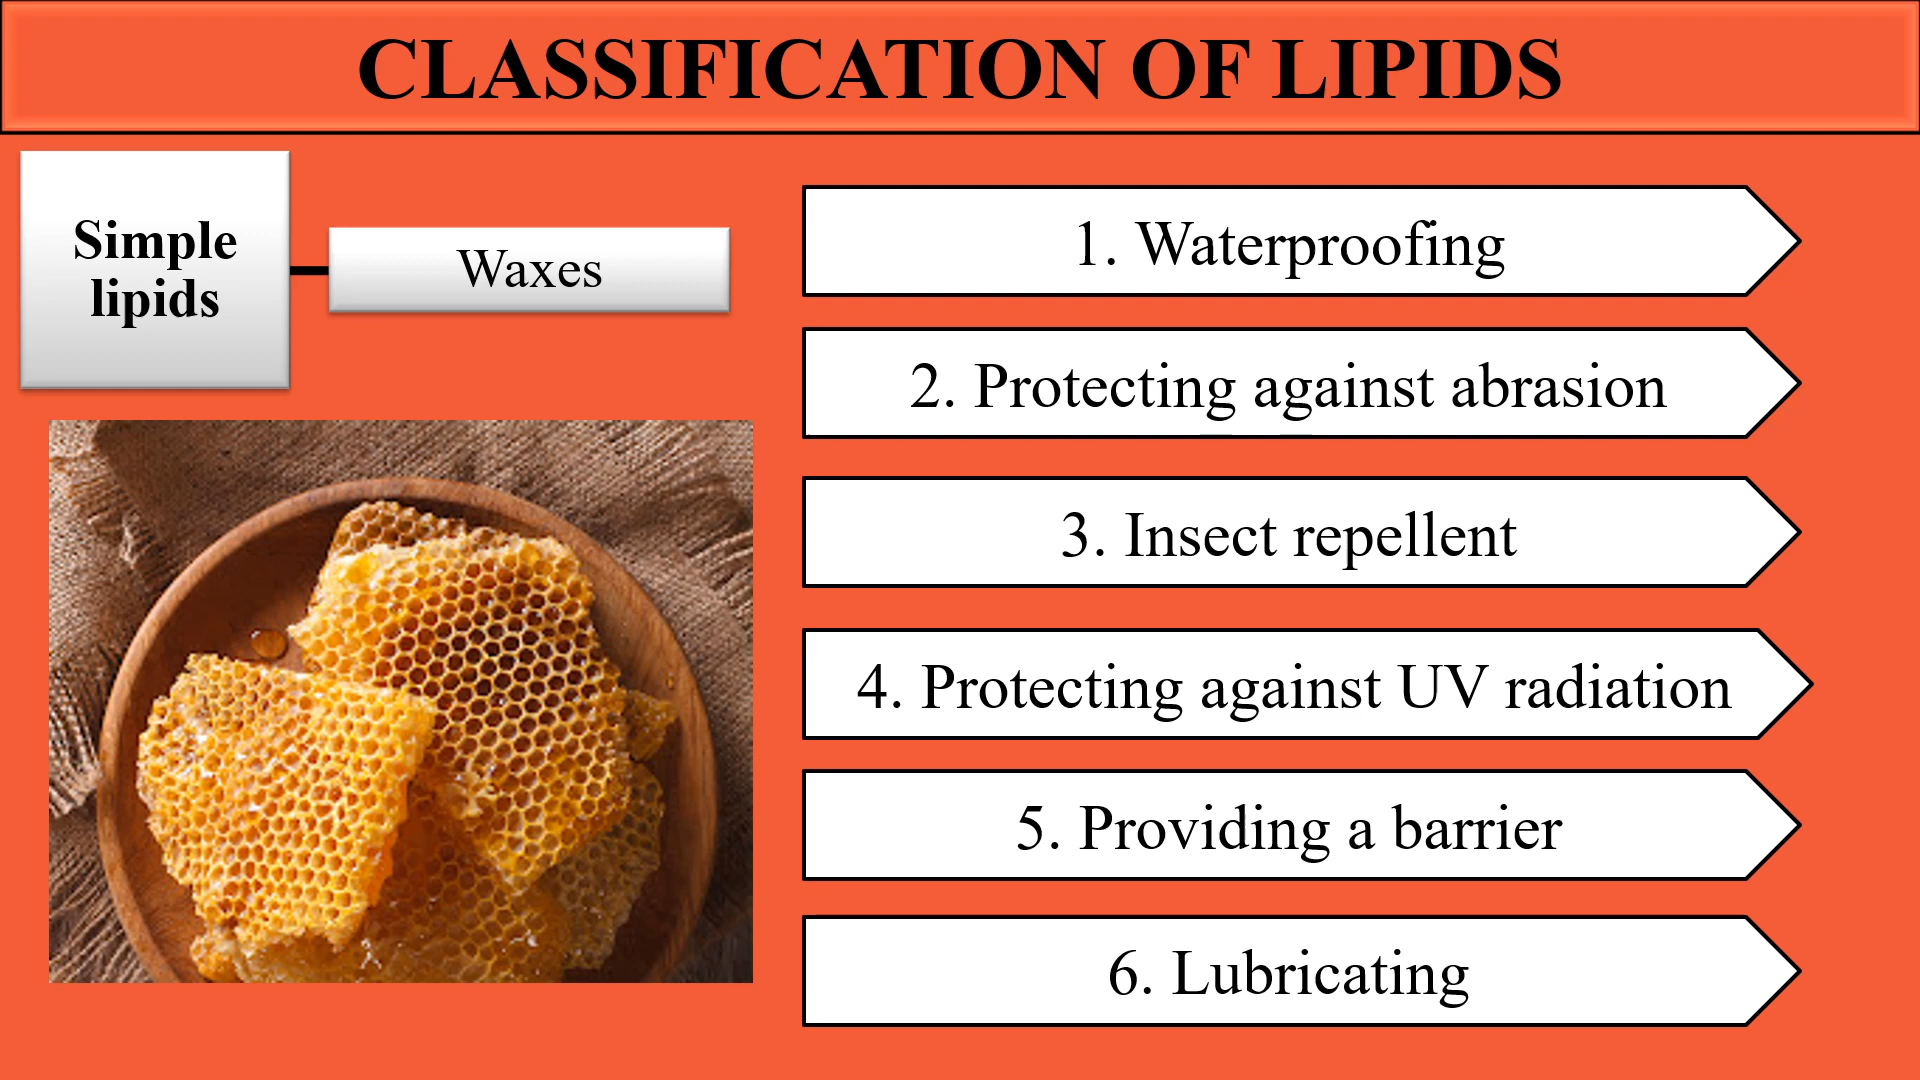 CLASSIFICATION OF LIPIDS
Simple
lipids
Waxes
1. Waterproofing
2. Protecting against abrasion
3. Insect repellent
4. Protecting against UV radiation
5. Providing a barrier
6. Lubricating